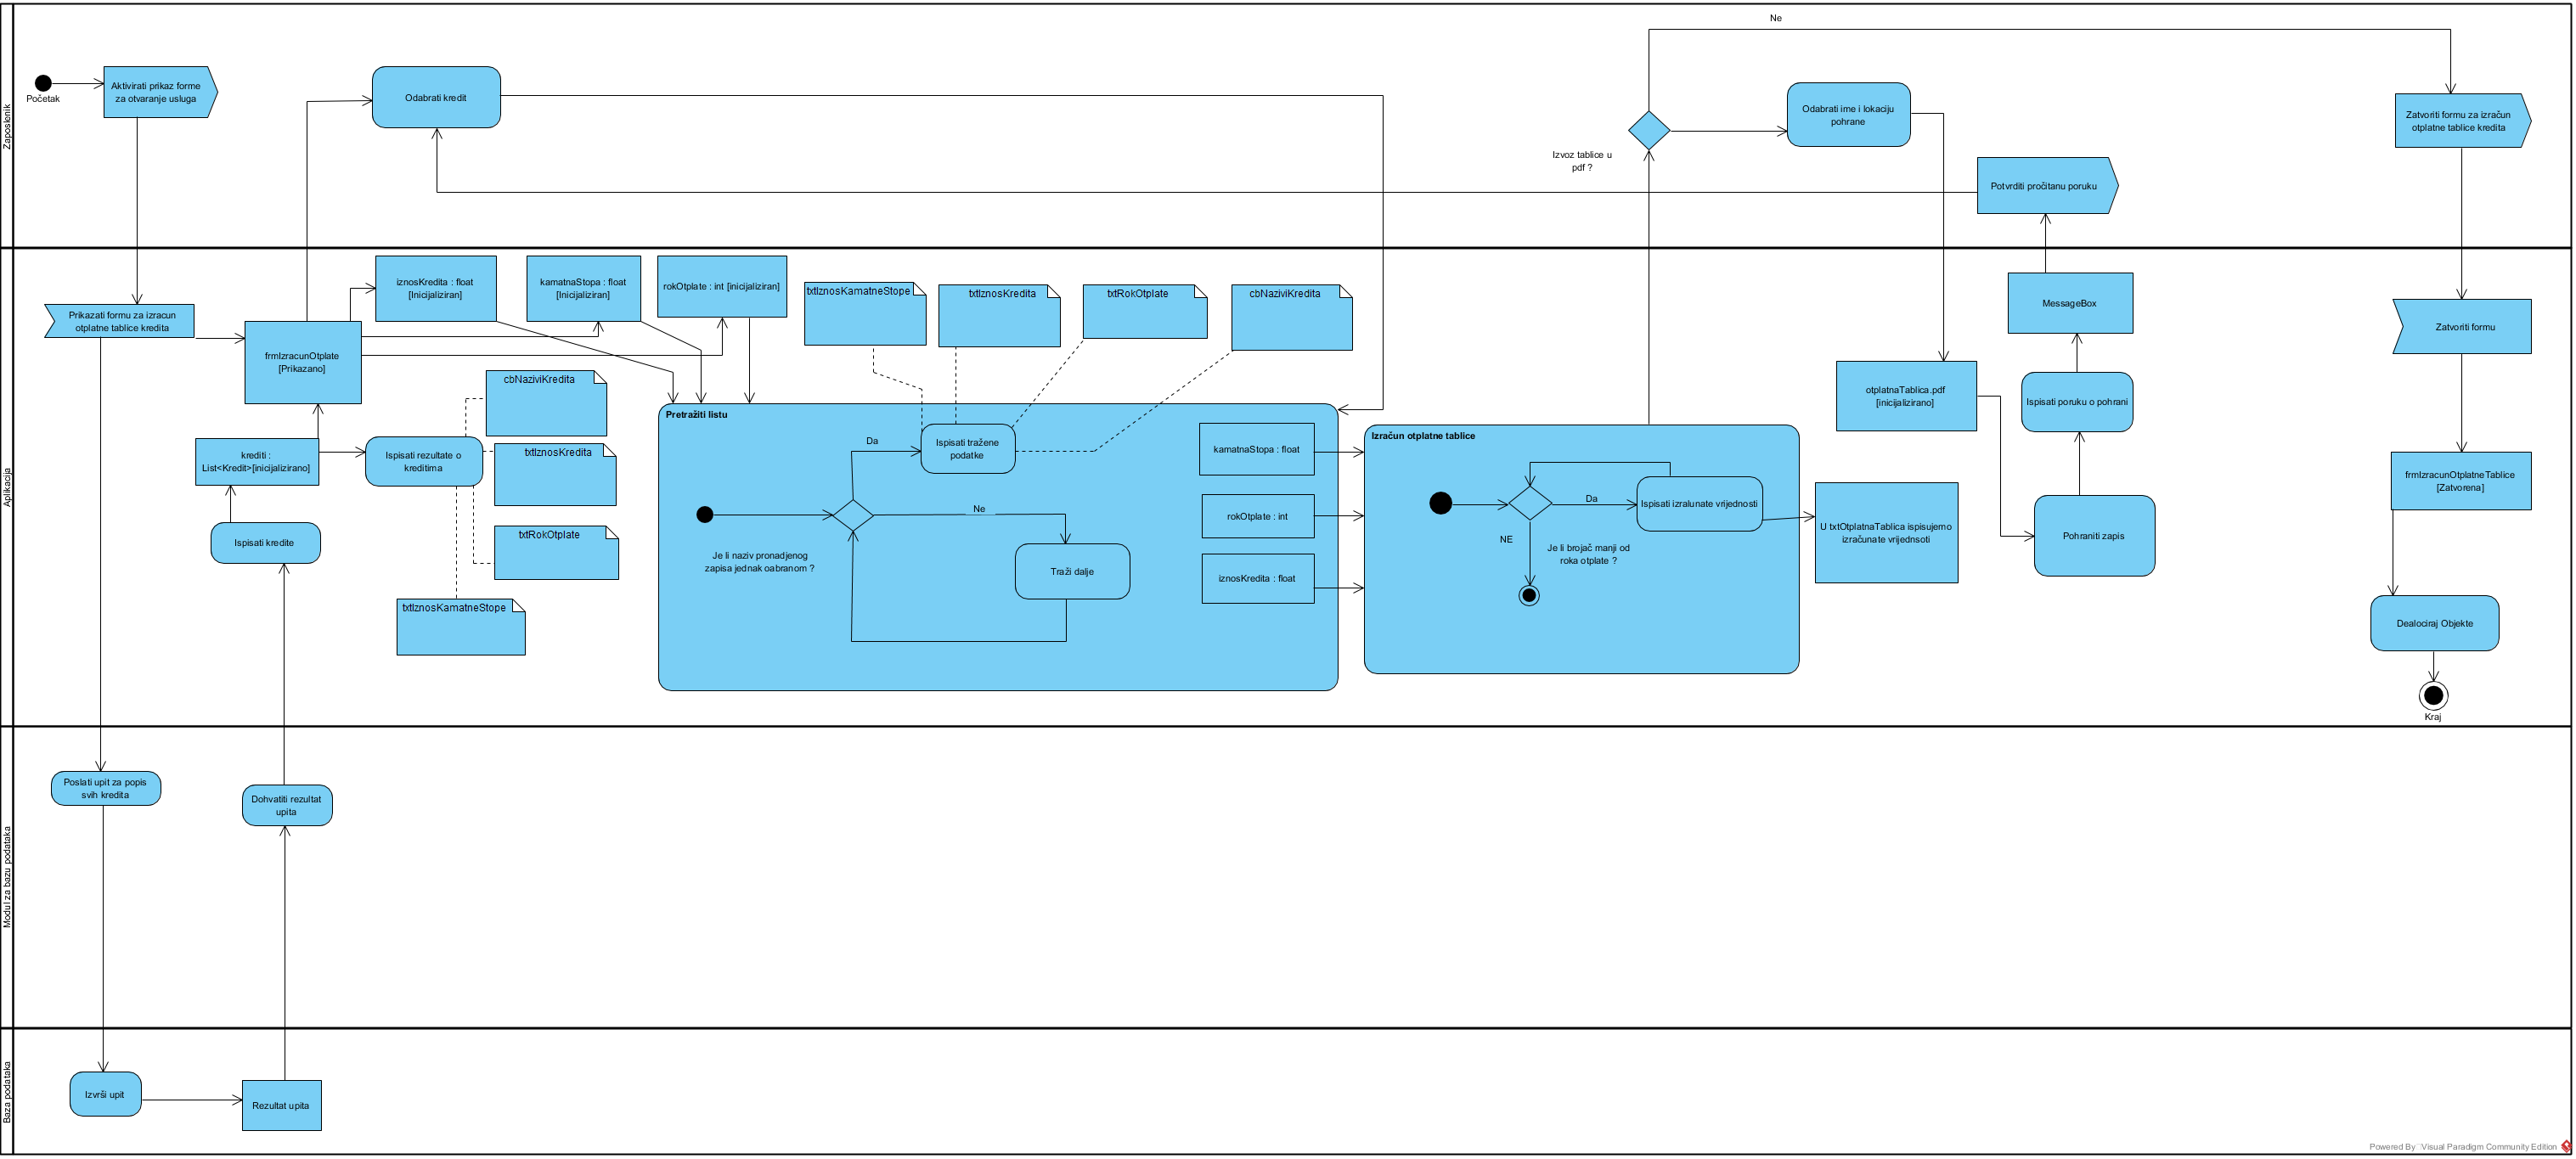 Ne
Zaposlenik
Početak
Aktivirati prikaz forme
za otvaranje usluga
Odabrati kredit
Izvoz tablice u
pdf ?
Odabrati ime i lokaciju
pohrane
Potvrditi pročitanu poruku
Zatvoriti formu za izračun
otplatne tablice kredita
Aplikacija
Prikazati formu za izracun
otplatne tablice kredita
frmIzracunOtplate
[Prikazano]
iznosKredita : float
[Inicijaliziran]
kamatnaStopa : float
[Inicijaliziran]
rokOtplate : int [inicijaliziran]
txtIznosKamatneStope
txtIznosKredita
txtRokOtplate
cbNaziviKredita
krediti :
List<Kredit>[inicijalizirano]
Ispisati kredite
Ispisati rezultate o
kreditima
cbNaziviKredita
txtIznosKredita
txtRokOtplate
txtIznosKamatneStope
Pretražiti listu
Da
Ispisati tražene
podatke
Ne
Je li naziv pronadjenog
zapisa jednak oabranom ?
Traži dalje
kamatnaStopa : float
rokOtplate : int
iznosKredita : float
Izračun otplatne tablice
Da
Ispisati izralunate vrijednosti
NE
Je li brojač manji od
roka otplate ?
U txtOtplatnaTablica ispisujemo
izračunate vrijednsoti
otplatnaTablica.pdf
[inicijalizirano]
MessageBox
Ispisati poruku o pohrani
Pohraniti zapis
Zatvoriti formu
frmIzracunOtplatneTablice
[Zatvorena]
Dealociraj Objekte
Kraj
Modul za bazu podataka
Poslati upit za popis
svih kredita
Dohvatiti rezultat
upita
Baza podataka
Izvrši upit
Rezultat upita
Powered By Visual Paradigm Community Edition